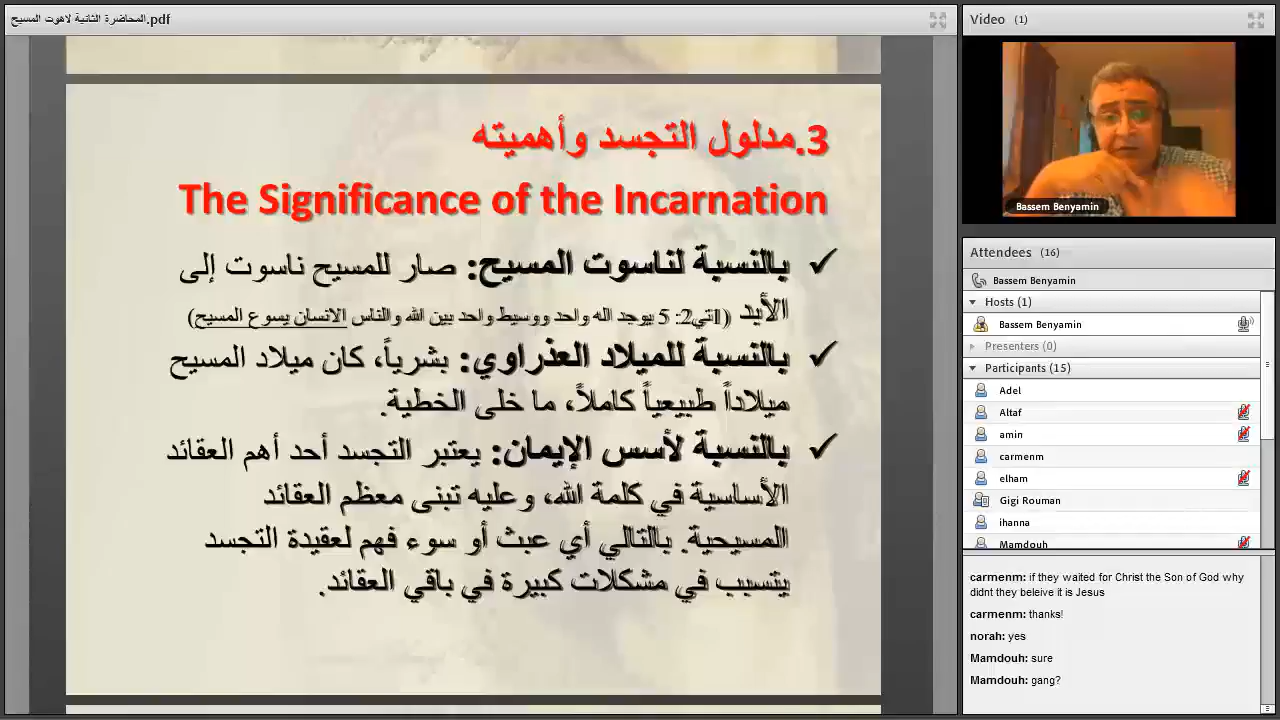 المحاضرة الثانية لاهوت المسيح.pdf
3.مدلول التجسد وأهميته
The Significance of the Incarnation
✓ بالنسبة لناسوت المسيح: صار للمسيح ناسوت إلى
الأبد (1تي2: 5 يوجد اله واحد ووسيط واحد بين الله والناس الانسان يسوع المسيح)
✓ بالنسبة للميلاد العذراوي: بشرياً، كان ميلاد المسيح
ميلاداً طبيعياً كاملاً، ما خلى الخطية.
✓ بالنسبة لأسس الإيمان: يعتبر التجسد أحد أهم العقائد
الأساسية في كلمة الله، وعليه تبنى معظم العقائد
المسيحية. بالتالي أي عبث أو سوء فهم لعقيدة التجسد
يتسبب في مشكلات كبيرة في باقي العقائد.
Video (1)
Bassem Benyamin
Attendees (16)
Bassem Benyamin
Hosts (1)
Bassem Benyamin
Presenters (0)
Participants (15)
Adel
Altaf
amin
carmenm
elham
Gigi Rouman
ihanna
Mamdouh
carmenm: if they waited for Christ the Son of God why
didnt they beleive it is Jesus
carmenm: thanks!
norah: yes
Mamdouh: sure
Mamdouh: gang?